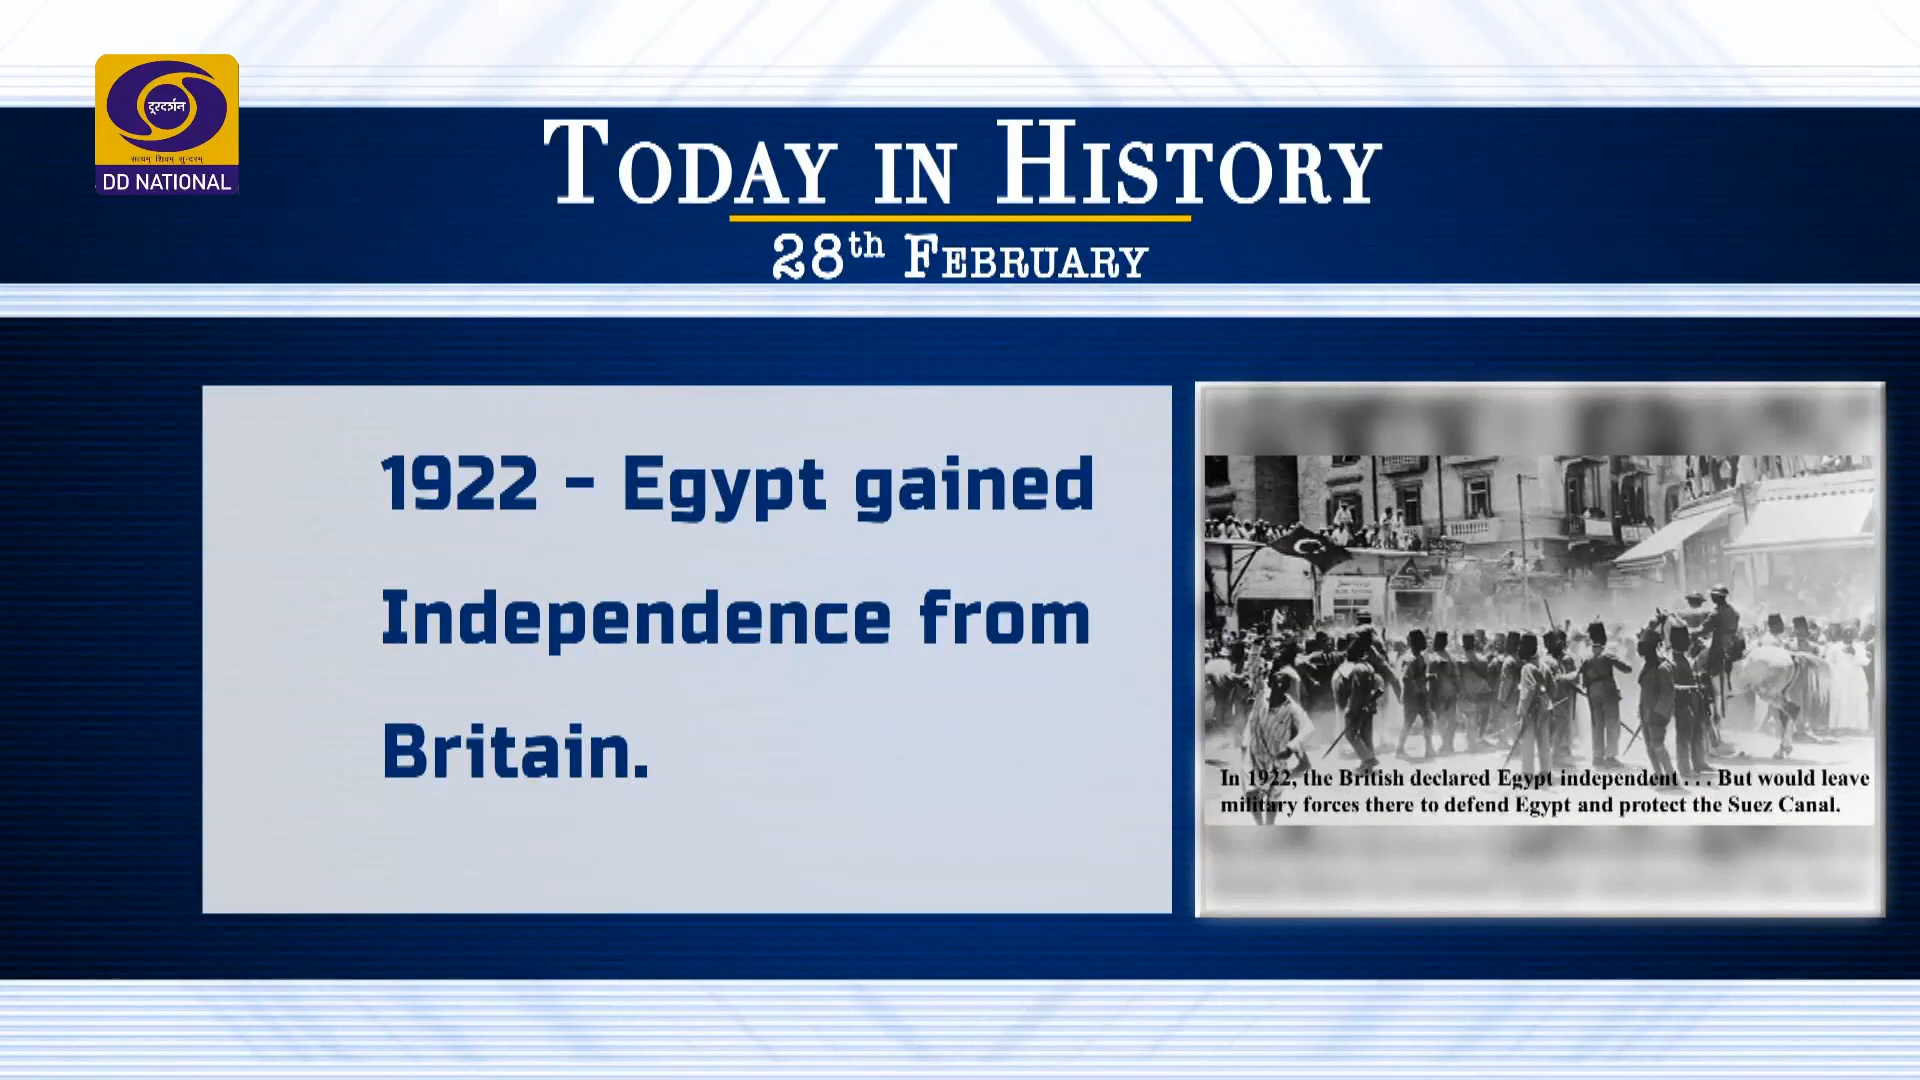 दूरदर्शन
सत्यम् शिवम् सुन्दरम्
DD NATIONAL
TODAY IN HISTORY
28th FEBRUARY
1922 - Egypt gained
Independence from
Britain.
In 1922, the British declared Egypt independent . . . But would leave
military forces there to defend Egypt and protect the Suez Canal.